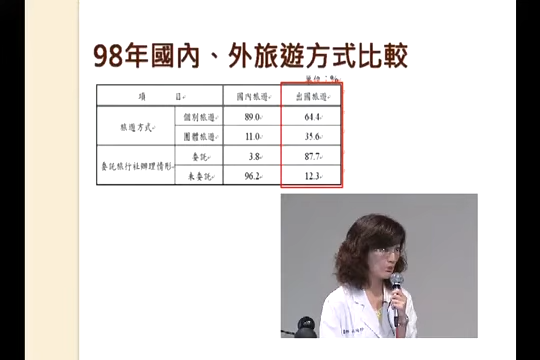 98年國內、外旅遊方式比較
單位：%
項 目 國內旅遊 出國旅遊
旅遊方式 個別旅遊 89.0 64.4
團體旅遊 11.0 35.6
委託旅行社辦理情形 委託 3.8 87.7
未委託 96.2 12.3